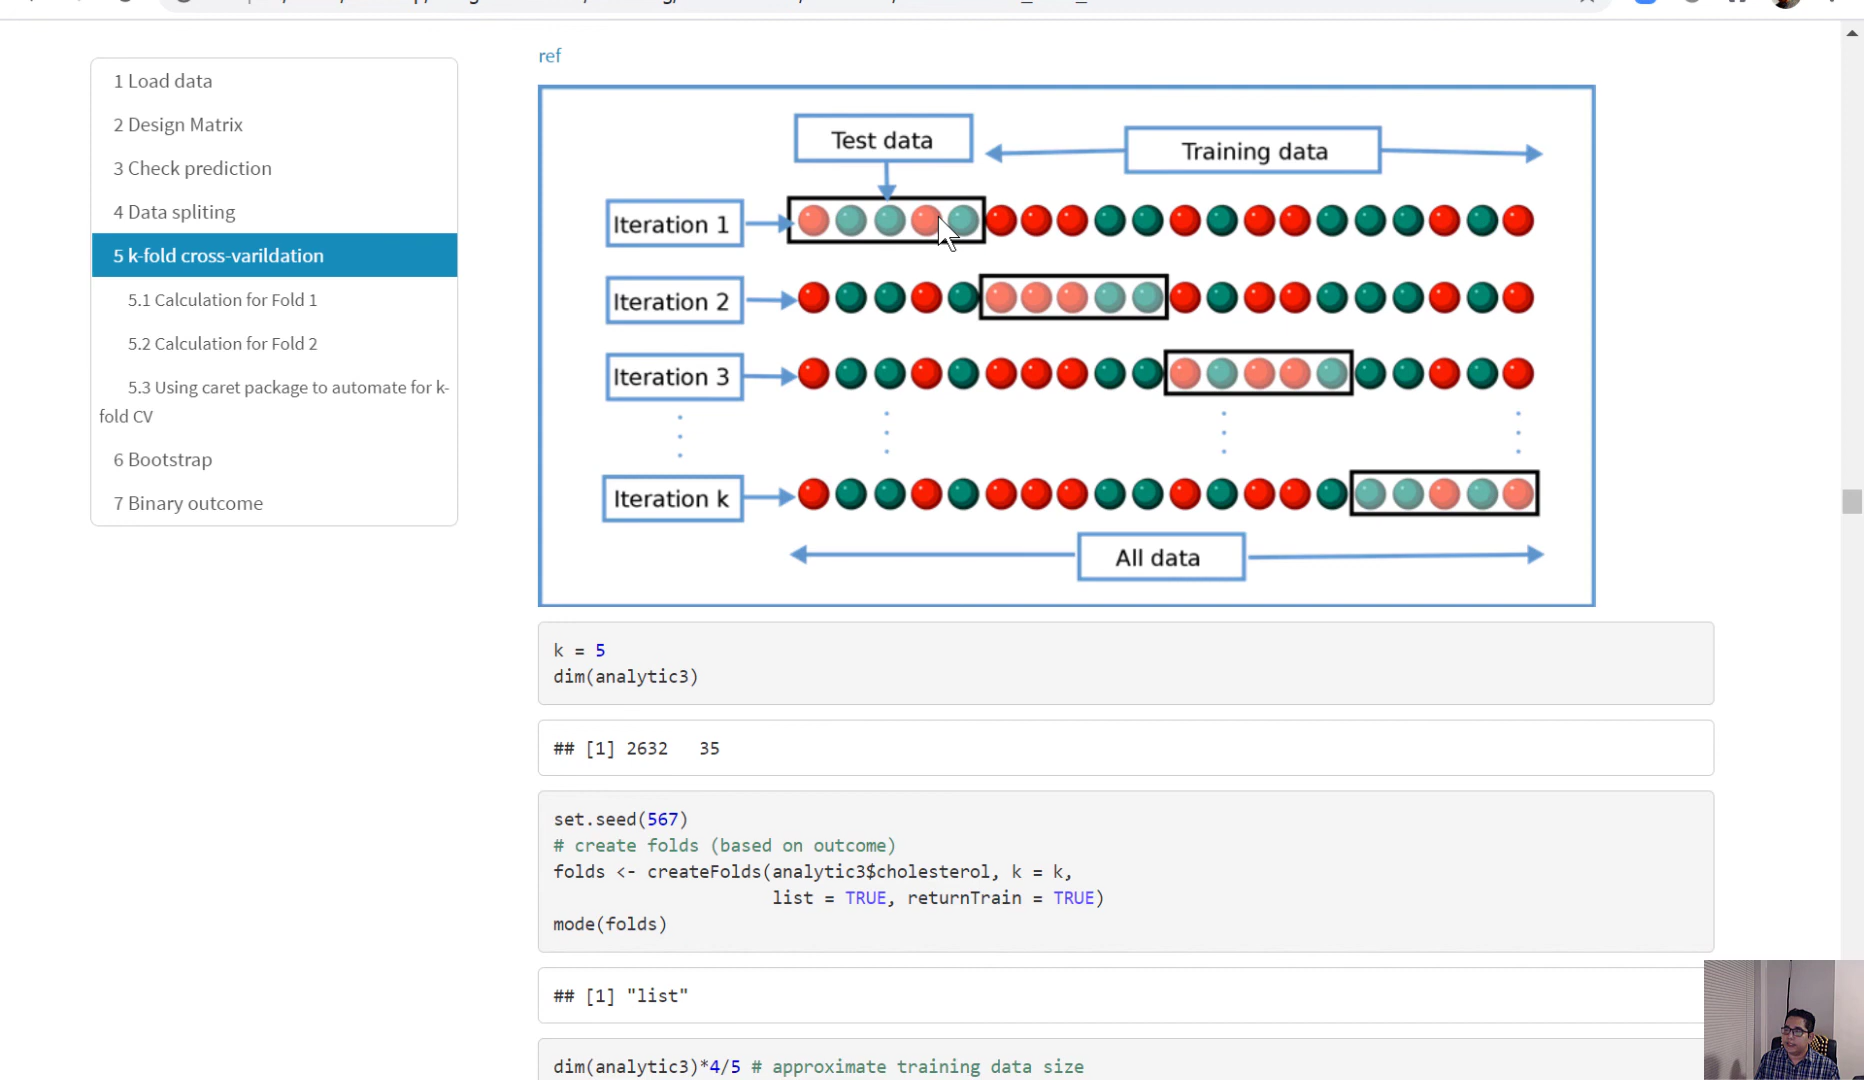 1 Load data
2 Design Matrix
3 Check prediction
4 Data spliting
5 k-fold cross-varildation
5.1 Calculation for Fold 1
5.2 Calculation for Fold 2
5.3 Using caret package to automate for k-
fold CV
6 Bootstrap
7 Binary outcome
ref
Test data
Training data
Iteration 1
Iteration 2
Iteration 3
Iteration k
All data
k = 5
dim(analytic3)
## [1] 2632   35
set.seed(567)
# create folds (based on outcome)
folds <- createFolds(analytic3$cholesterol, k = k,
list = TRUE, returnTrain = TRUE)
mode(folds)
## [1] "list"
dim(analytic3)*4/5 # approximate training data size